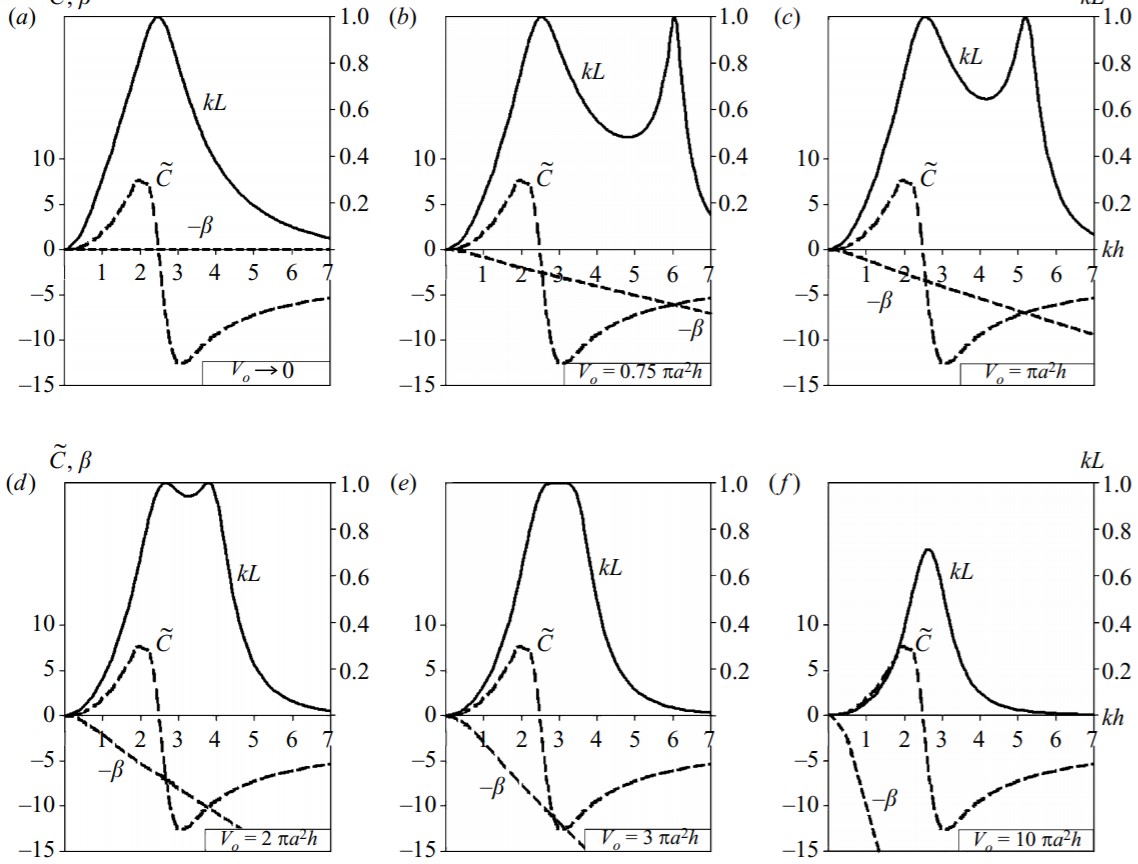 C̃, β
kL
(a) (b) (c)
1.0 1.0 1.0
0.8 0.8 0.8
kL kL kL
0.6 0.6 0.6
10 0.4 10 0.4 10 0.4
C̃ C̃ C̃
5 0.2 5 0.2 5 0.2
−β
0 0 0 kh
1 2 3 4 5 6 7 1 2 3 4 5 6 7 1 2 3 4 5 6 7
−5 −5 −5
−β −β
−10 −10 −10
−15 −15 −15
V_o → 0 V_o = 0.75 πa²h V_o = πa²h
C̃, β kL
(d) (e) (f)
1.0 1.0 1.0
0.8 0.8 0.8
kL kL kL
0.6 0.6 0.6
10 0.4 10 0.4 10 0.4
C̃ C̃ C̃
5 0.2 5 0.2 5 0.2
0 0 0 kh
1 2 3 4 5 6 7 1 2 3 4 5 6 7 1 2 3 4 5 6 7
−5 −5 −5
−β −β −β
−10 −10 −10
−15 −15 −15
V_o = 2 πa²h V_o = 3 πa²h V_o = 10 πa²h